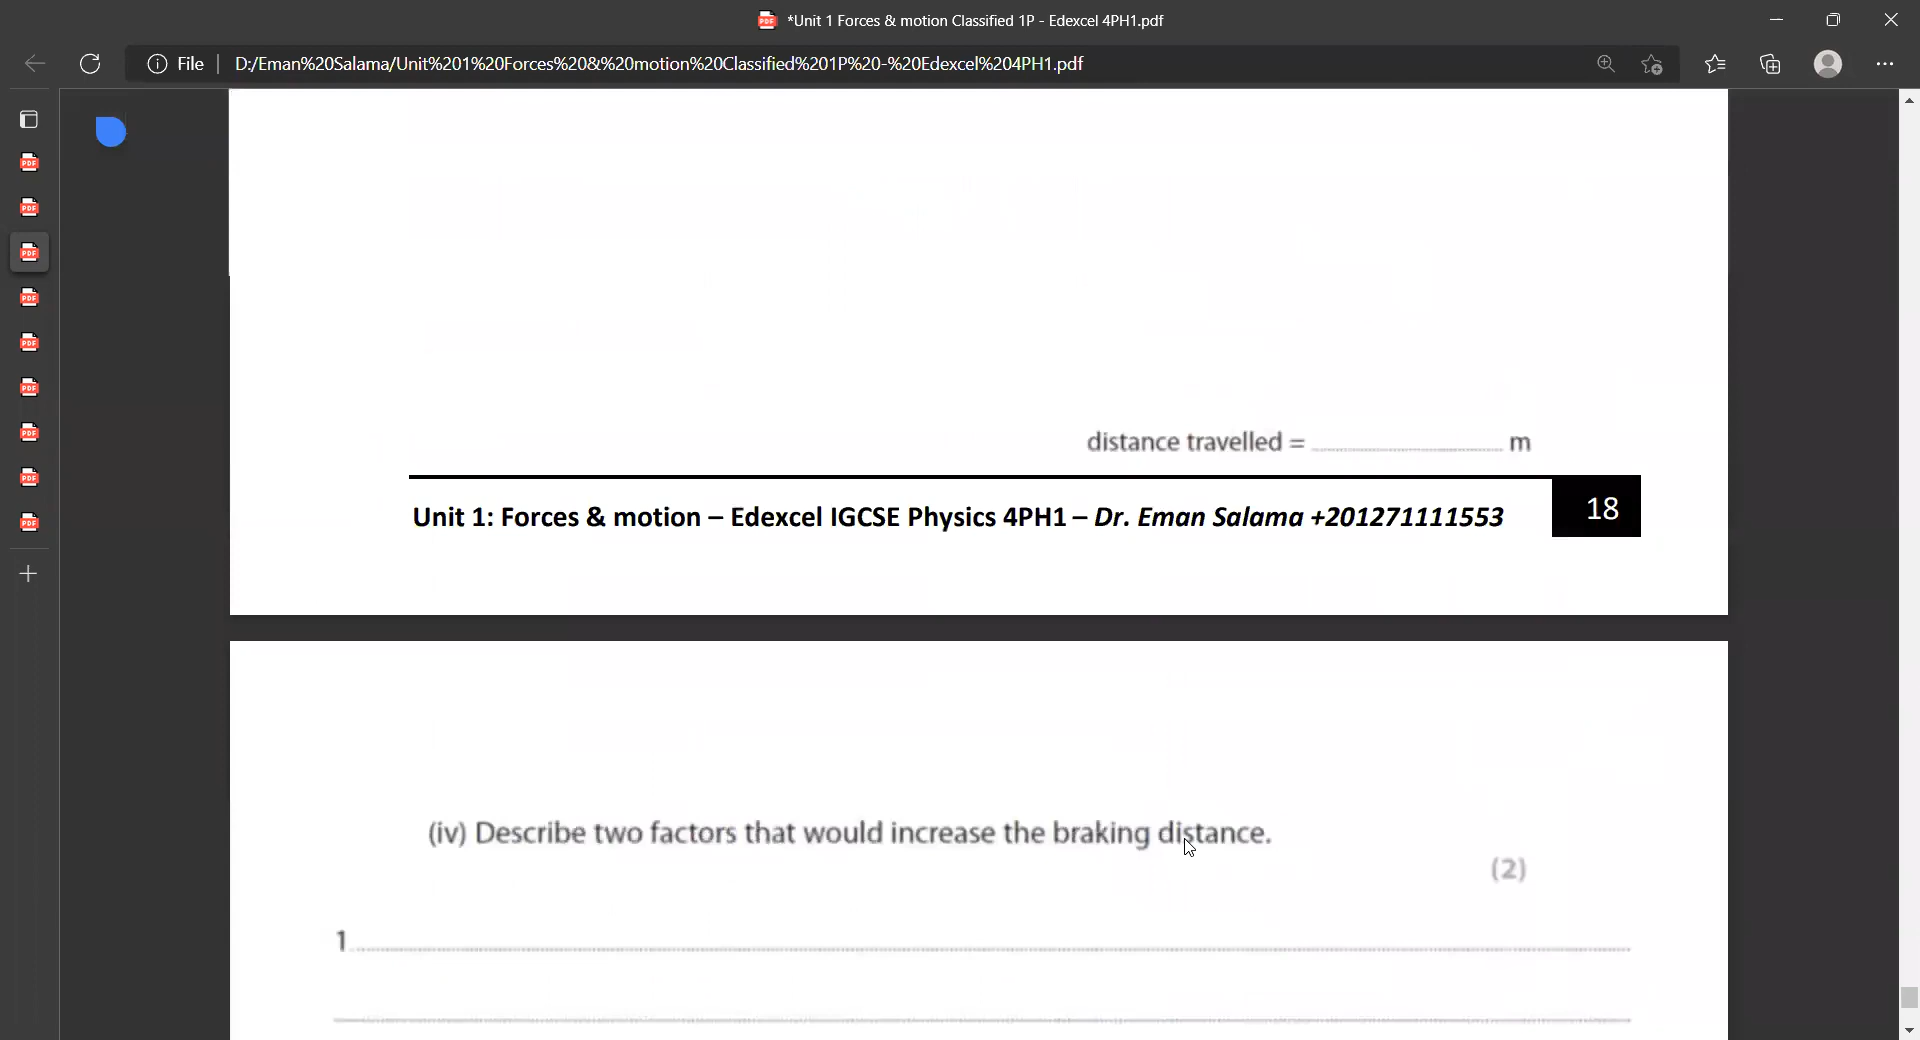 *Unit 1 Forces & motion Classified 1P - Edexcel 4PH1.pdf
File
D:/Eman%20Salama/Unit%201%20Forces%20&%20motion%20Classified%201P%20-%20Edexcel%204PH1.pdf
distance travelled = m
Unit 1: Forces & motion – Edexcel IGCSE Physics 4PH1 – Dr. Eman Salama +201271111553
18
(iv) Describe two factors that would increase the braking distance.
(2)
1